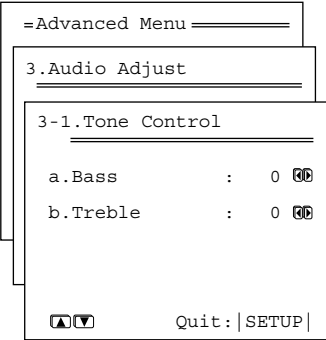 =Advanced Menu
3.Audio Adjust
3-1.Tone Control
a.Bass : 0
b.Treble : 0
Quit:|SETUP|